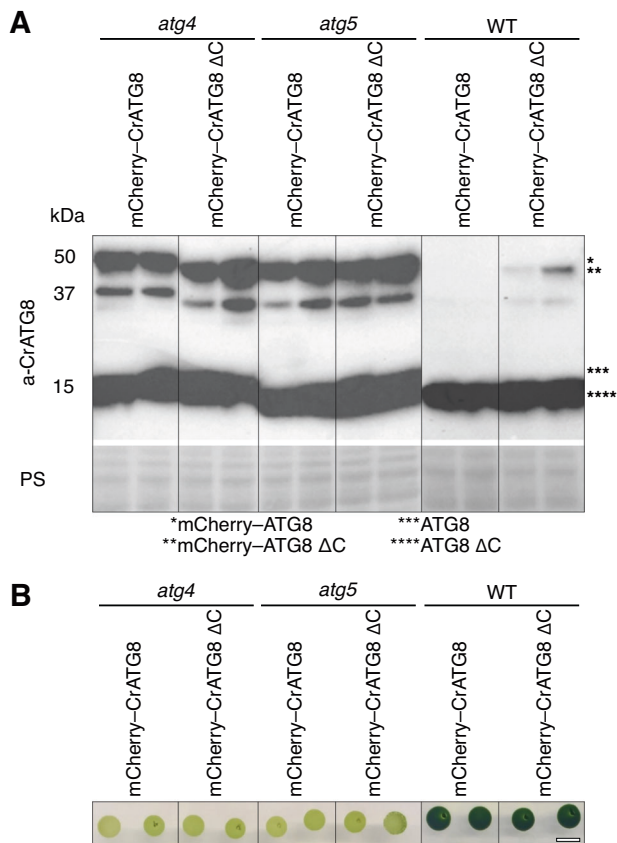 A
atg4 atg5 WT
mCherry–CrATG8 mCherry–CrATG8 ΔC mCherry–CrATG8 mCherry–CrATG8 ΔC mCherry–CrATG8 mCherry–CrATG8 ΔC
kDa
50 *
**
37
a-CrATG8
***
15 ****
PS
*mCherry–ATG8 ***ATG8
**mCherry–ATG8 ΔC ****ATG8 ΔC
B
atg4 atg5 WT
mCherry–CrATG8 mCherry–CrATG8 ΔC mCherry–CrATG8 mCherry–CrATG8 ΔC mCherry–CrATG8 mCherry–CrATG8 ΔC